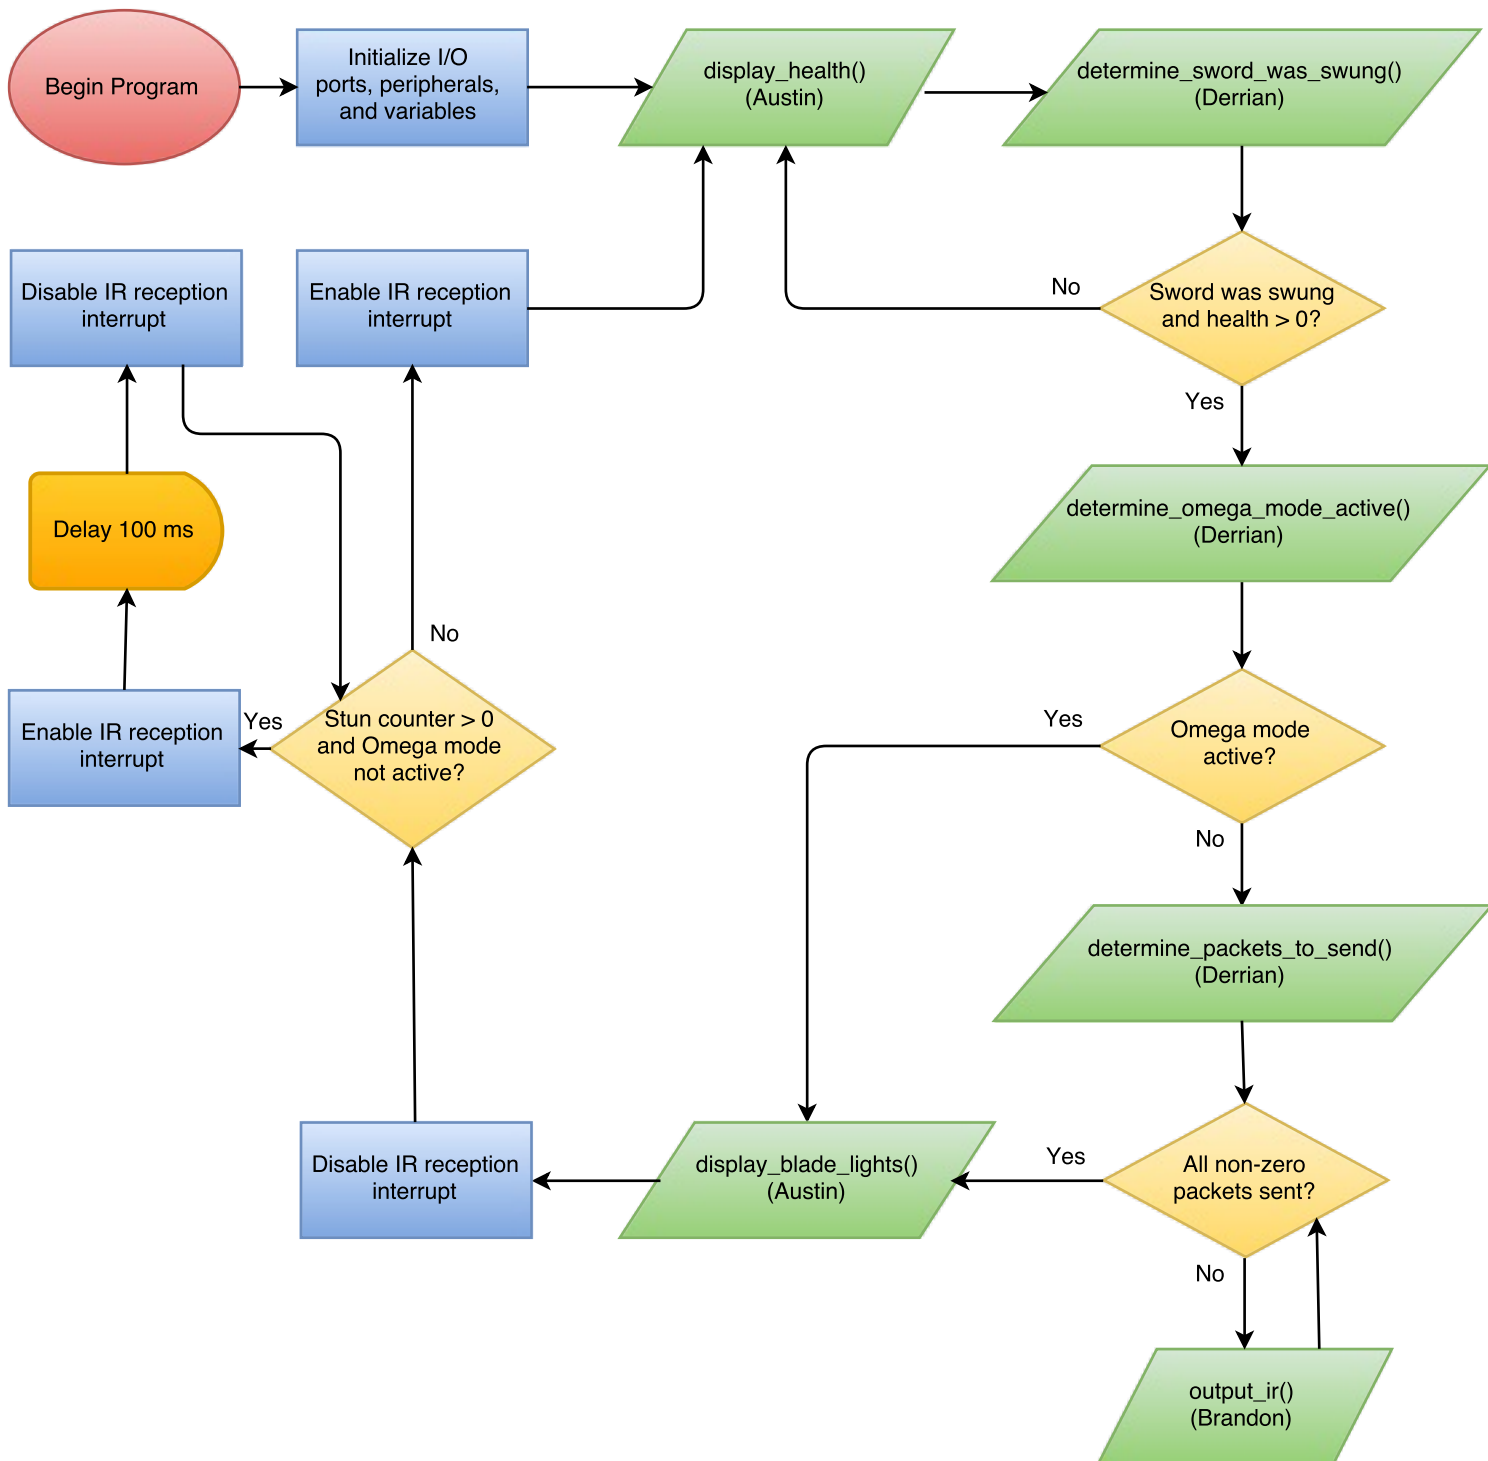 Begin Program
Initialize I/O
ports, peripherals,
and variables
display_health()
(Austin)
determine_sword_was_swung()
(Derrian)
Disable IR reception
interrupt
Enable IR reception
interrupt
No
Sword was swung
and health > 0?
Yes
determine_omega_mode_active()
(Derrian)
Delay 100 ms
No
Yes
Enable IR reception
interrupt
Stun counter > 0
and Omega mode
not active?
Yes
Omega mode
active?
No
determine_packets_to_send()
(Derrian)
Disable IR reception
interrupt
display_blade_lights()
(Austin)
Yes
All non-zero
packets sent?
No
output_ir()
(Brandon)